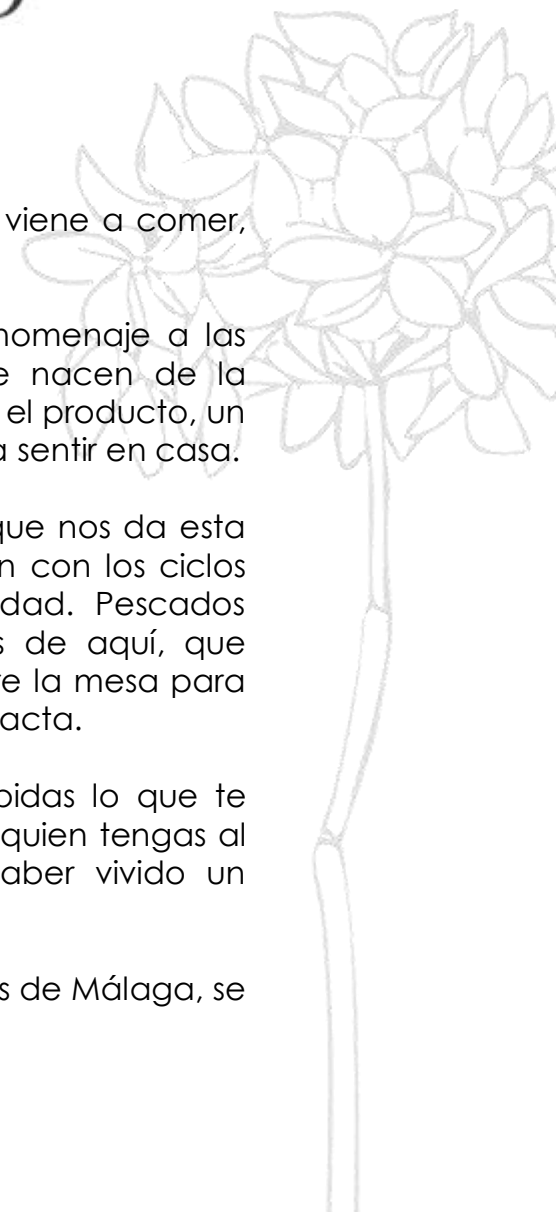 viene a comer,
homenaje a las
e nacen de la
el producto, un
a sentir en casa.
que nos da esta
n con los ciclos
dad. Pescados
s de aquí, que
re la mesa para
acta.
pidas lo que te
quien tengas al
aber vivido un
s de Málaga, se